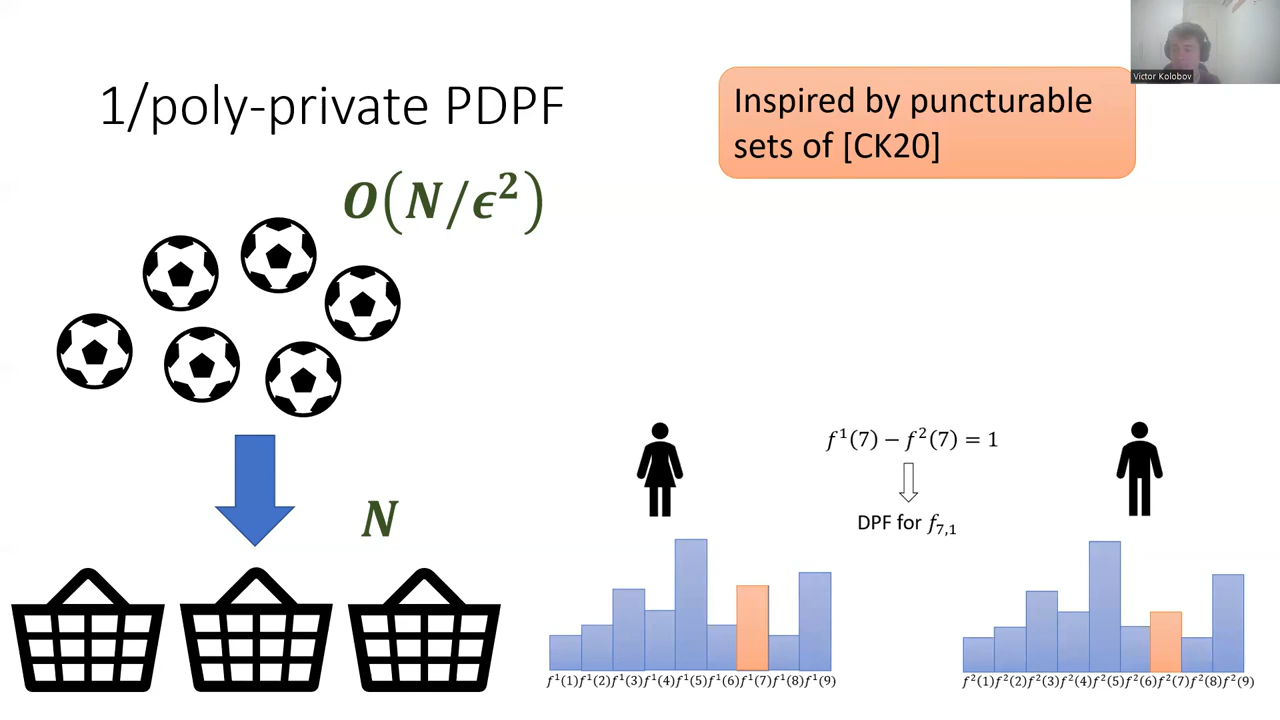 1/poly-private PDPF
Inspired by puncturable
sets of [CK20]
Victor Kolobov
O(N/ϵ²)
N
f¹(7) − f²(7) = 1
DPF for f₇,₁
f¹(1) f¹(2) f¹(3) f¹(4) f¹(5) f¹(6) f¹(7) f¹(8) f¹(9)
f²(1) f²(2) f²(3) f²(4) f²(5) f²(6) f²(7) f²(8) f²(9)